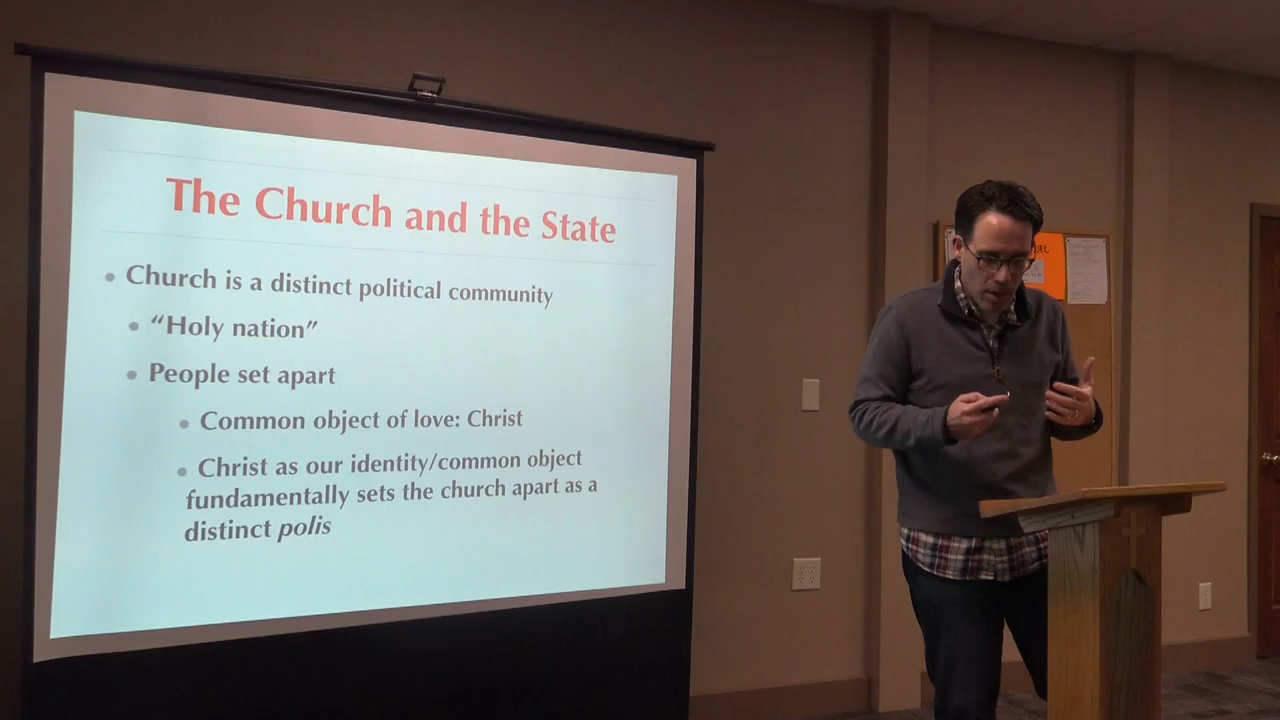 The Church and the State
• Church is a distinct political community
• “Holy nation”
• People set apart
• Common object of love: Christ
• Christ as our identity/common object
fundamentally sets the church apart as a
distinct polis